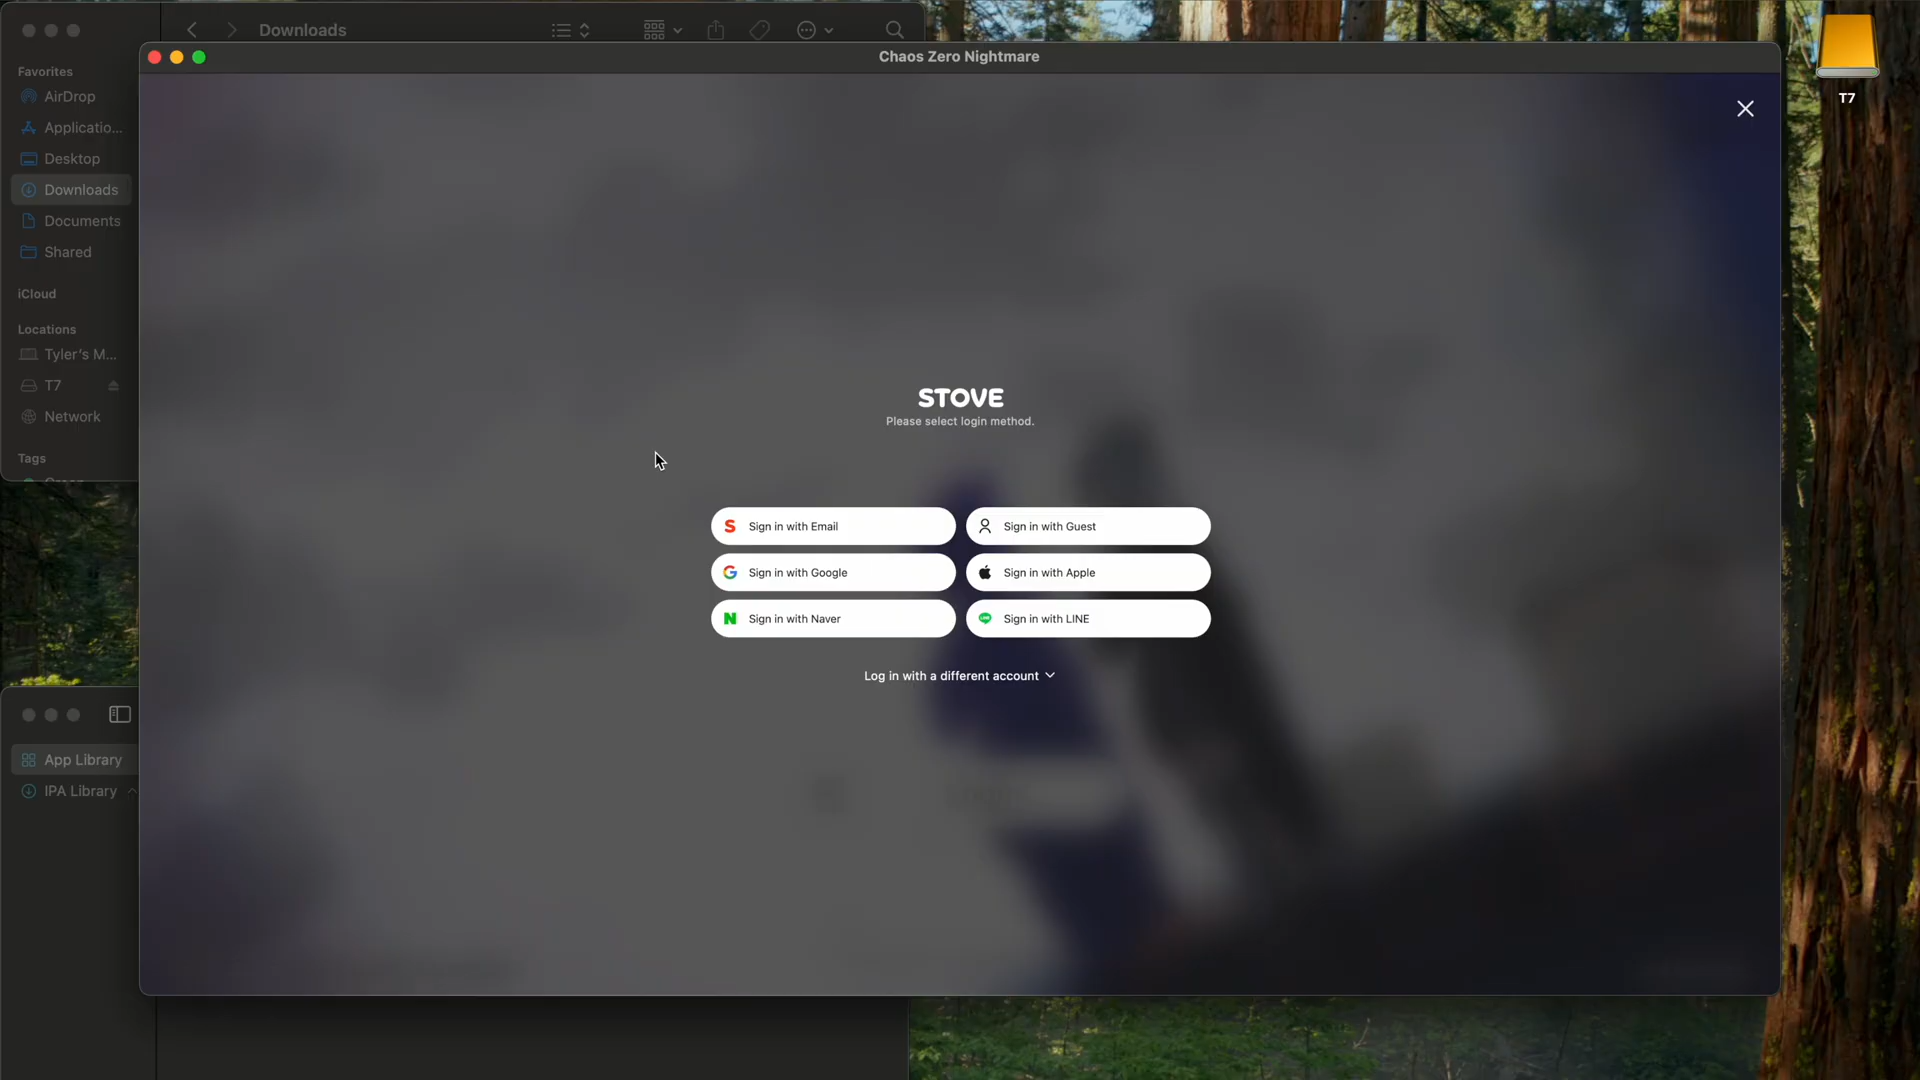 Downloads
Favorites
AirDrop
Applicatio...
Desktop
Downloads
Documents
Shared
iCloud
Locations
Tyler's M...
T7
Network
Tags
Chaos Zero Nightmare
T7
STOVE
Please select login method.
S Sign in with Email
Sign in with Guest
G Sign in with Google
Sign in with Apple
N Sign in with Naver
LINE Sign in with LINE
Log in with a different account
App Library
IPA Library